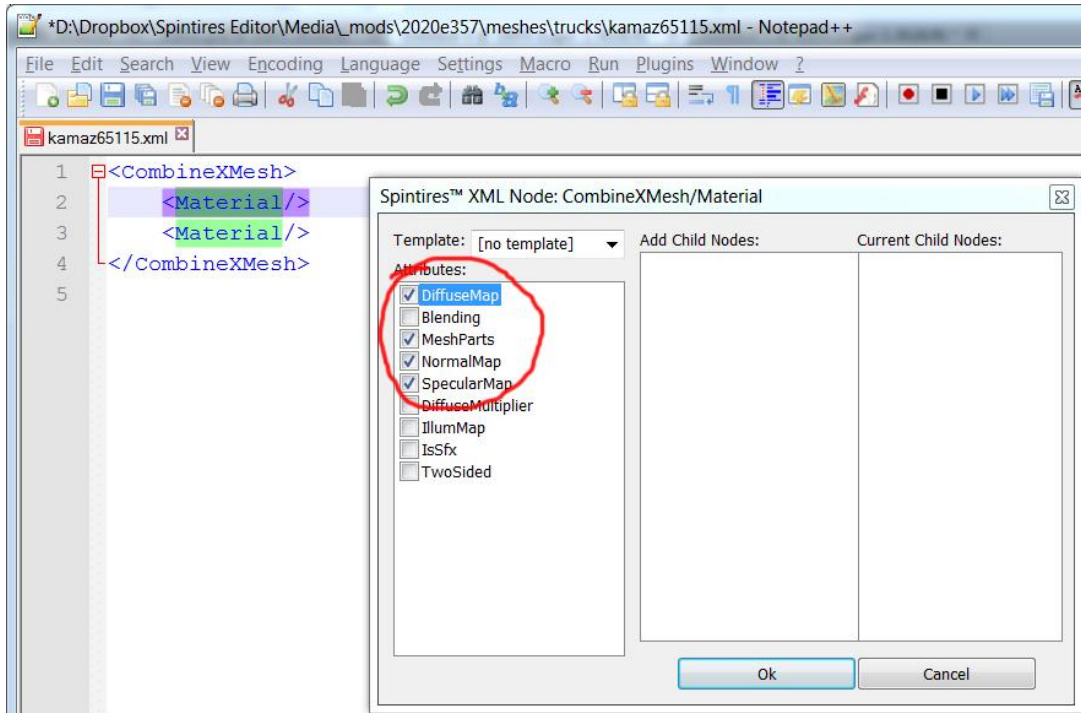 *D:\Dropbox\Spintires Editor\Media\_mods\2020e357\meshes\trucks\kamaz65115.xml - Notepad++
File Edit Search View Encoding Language Settings Macro Run Plugins Window ?
kamaz65115.xml
1 <CombineXMesh>
2 <Material/>
3 <Material/>
4 </CombineXMesh>
5
Spintires™ XML Node: CombineXMesh/Material
Template: [no template]
Add Child Nodes:
Current Child Nodes:
Attributes:
DiffuseMap
Blending
MeshParts
NormalMap
SpecularMap
DiffuseMultiplier
IllumMap
IsSfx
TwoSided
Ok
Cancel